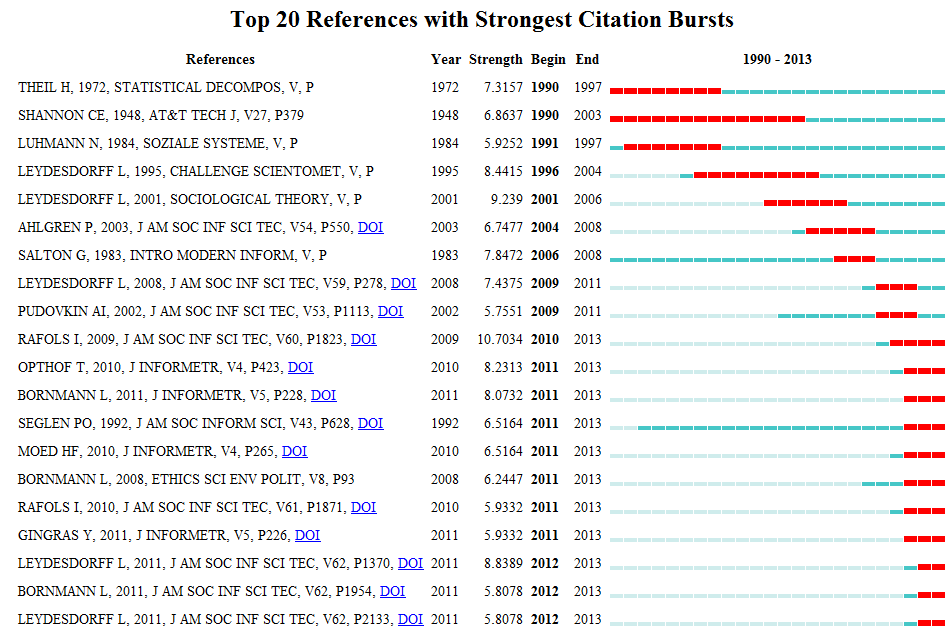 Top 20 References with Strongest Citation Bursts
References Year Strength Begin End 1990 - 2013
THEIL H, 1972, STATISTICAL DECOMPOS, V, P 1972 7.3157 1990 1997
SHANNON CE, 1948, AT&T TECH J, V27, P379 1948 6.8637 1990 2003
LUHMANN N, 1984, SOZIALE SYSTEME, V, P 1984 5.9252 1991 1997
LEYDESDORFF L, 1995, CHALLENGE SCIENTOMET, V, P 1995 8.4415 1996 2004
LEYDESDORFF L, 2001, SOCIOLOGICAL THEORY, V, P 2001 9.239 2001 2006
AHLGREN P, 2003, J AM SOC INF SCI TEC, V54, P550, DOI 2003 6.7477 2004 2008
SALTON G, 1983, INTRO MODERN INFORM, V, P 1983 7.8472 2006 2008
LEYDESDORFF L, 2008, J AM SOC INF SCI TEC, V59, P278, DOI 2008 7.4375 2009 2011
PUDOVKIN AI, 2002, J AM SOC INF SCI TEC, V53, P1113, DOI 2002 5.7551 2009 2011
RAFOLS I, 2009, J AM SOC INF SCI TEC, V60, P1823, DOI 2009 10.7034 2010 2013
OPTHOF T, 2010, J INFORMETR, V4, P423, DOI 2010 8.2313 2011 2013
BORNMANN L, 2011, J INFORMETR, V5, P228, DOI 2011 8.0732 2011 2013
SEGLEN PO, 1992, J AM SOC INFORM SCI, V43, P628, DOI 1992 6.5164 2011 2013
MOED HF, 2010, J INFORMETR, V4, P265, DOI 2010 6.5164 2011 2013
BORNMANN L, 2008, ETHICS SCI ENV POLIT, V8, P93 2008 6.2447 2011 2013
RAFOLS I, 2010, J AM SOC INF SCI TEC, V61, P1871, DOI 2010 5.9332 2011 2013
GINGRAS Y, 2011, J INFORMETR, V5, P226, DOI 2011 5.9332 2011 2013
LEYDESDORFF L, 2011, J AM SOC INF SCI TEC, V62, P1370, DOI 2011 8.8389 2012 2013
BORNMANN L, 2011, J AM SOC INF SCI TEC, V62, P1954, DOI 2011 5.8078 2012 2013
LEYDESDORFF L, 2011, J AM SOC INF SCI TEC, V62, P2133, DOI 2011 5.8078 2012 2013